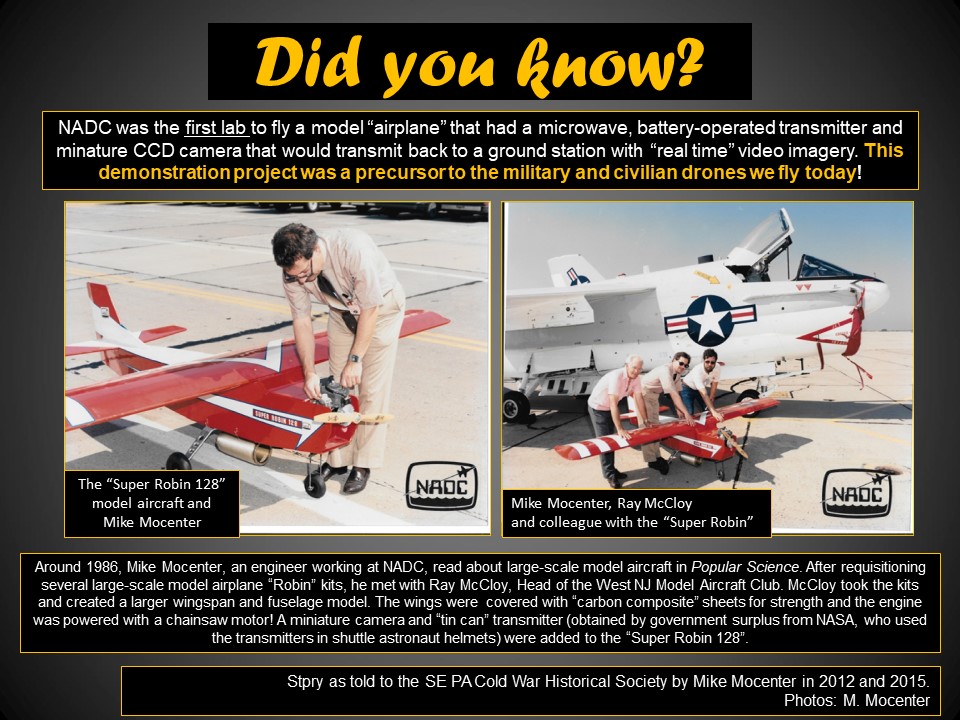 Did you know?
NADC was the first lab to fly a model “airplane” that had a microwave, battery-operated transmitter and
minature CCD camera that would transmit back to a ground station with “real time” video imagery. This
demonstration project was a precursor to the military and civilian drones we fly today!
SUPER ROBIN 128
NADC
The “Super Robin 128”
model aircraft and
Mike Mocenter
NADC
Mike Mocenter, Ray McCloy
and colleague with the “Super Robin”
Around 1986, Mike Mocenter, an engineer working at NADC, read about large-scale model aircraft in Popular Science. After requisitioning
several large-scale model airplane “Robin” kits, he met with Ray McCloy, Head of the West NJ Model Aircraft Club. McCloy took the kits
and created a larger wingspan and fuselage model. The wings were covered with “carbon composite” sheets for strength and the engine
was powered with a chainsaw motor! A miniature camera and “tin can” transmitter (obtained by government surplus from NASA, who used
the transmitters in shuttle astronaut helmets) were added to the “Super Robin 128”.
Stpry as told to the SE PA Cold War Historical Society by Mike Mocenter in 2012 and 2015.
Photos: M. Mocenter